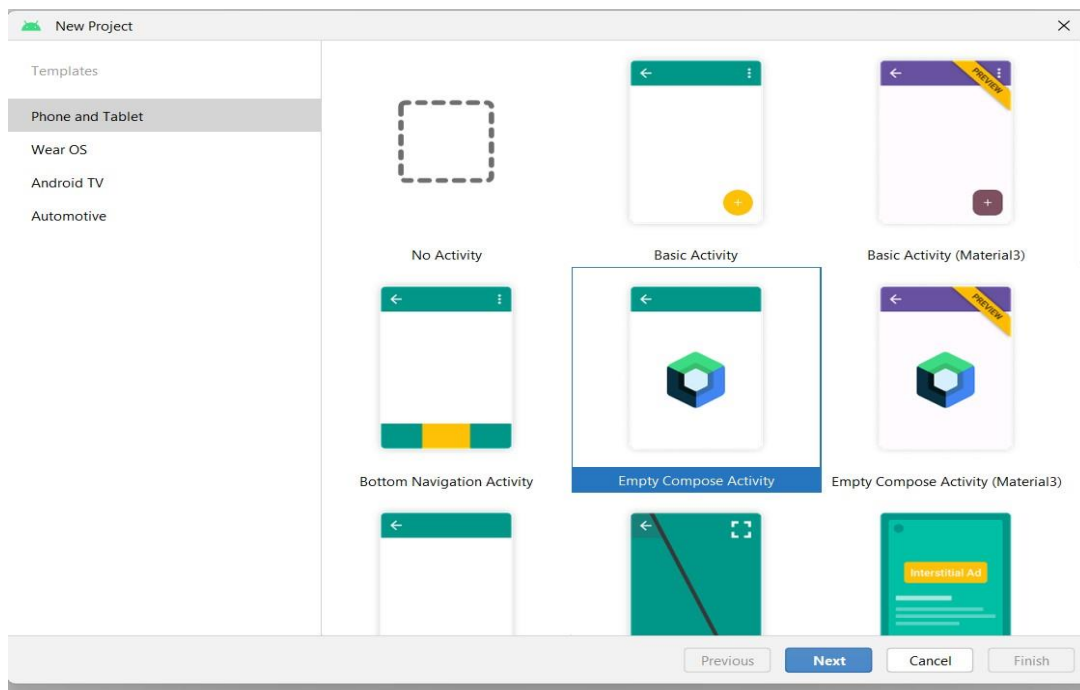 New Project
Templates
Phone and Tablet
Wear OS
Android TV
Automotive
PREVIEW
No Activity
Basic Activity
Basic Activity (Material3)
PREVIEW
Bottom Navigation Activity
Empty Compose Activity
Empty Compose Activity (Material3)
Interstitial Ad
Previous
Next
Cancel
Finish